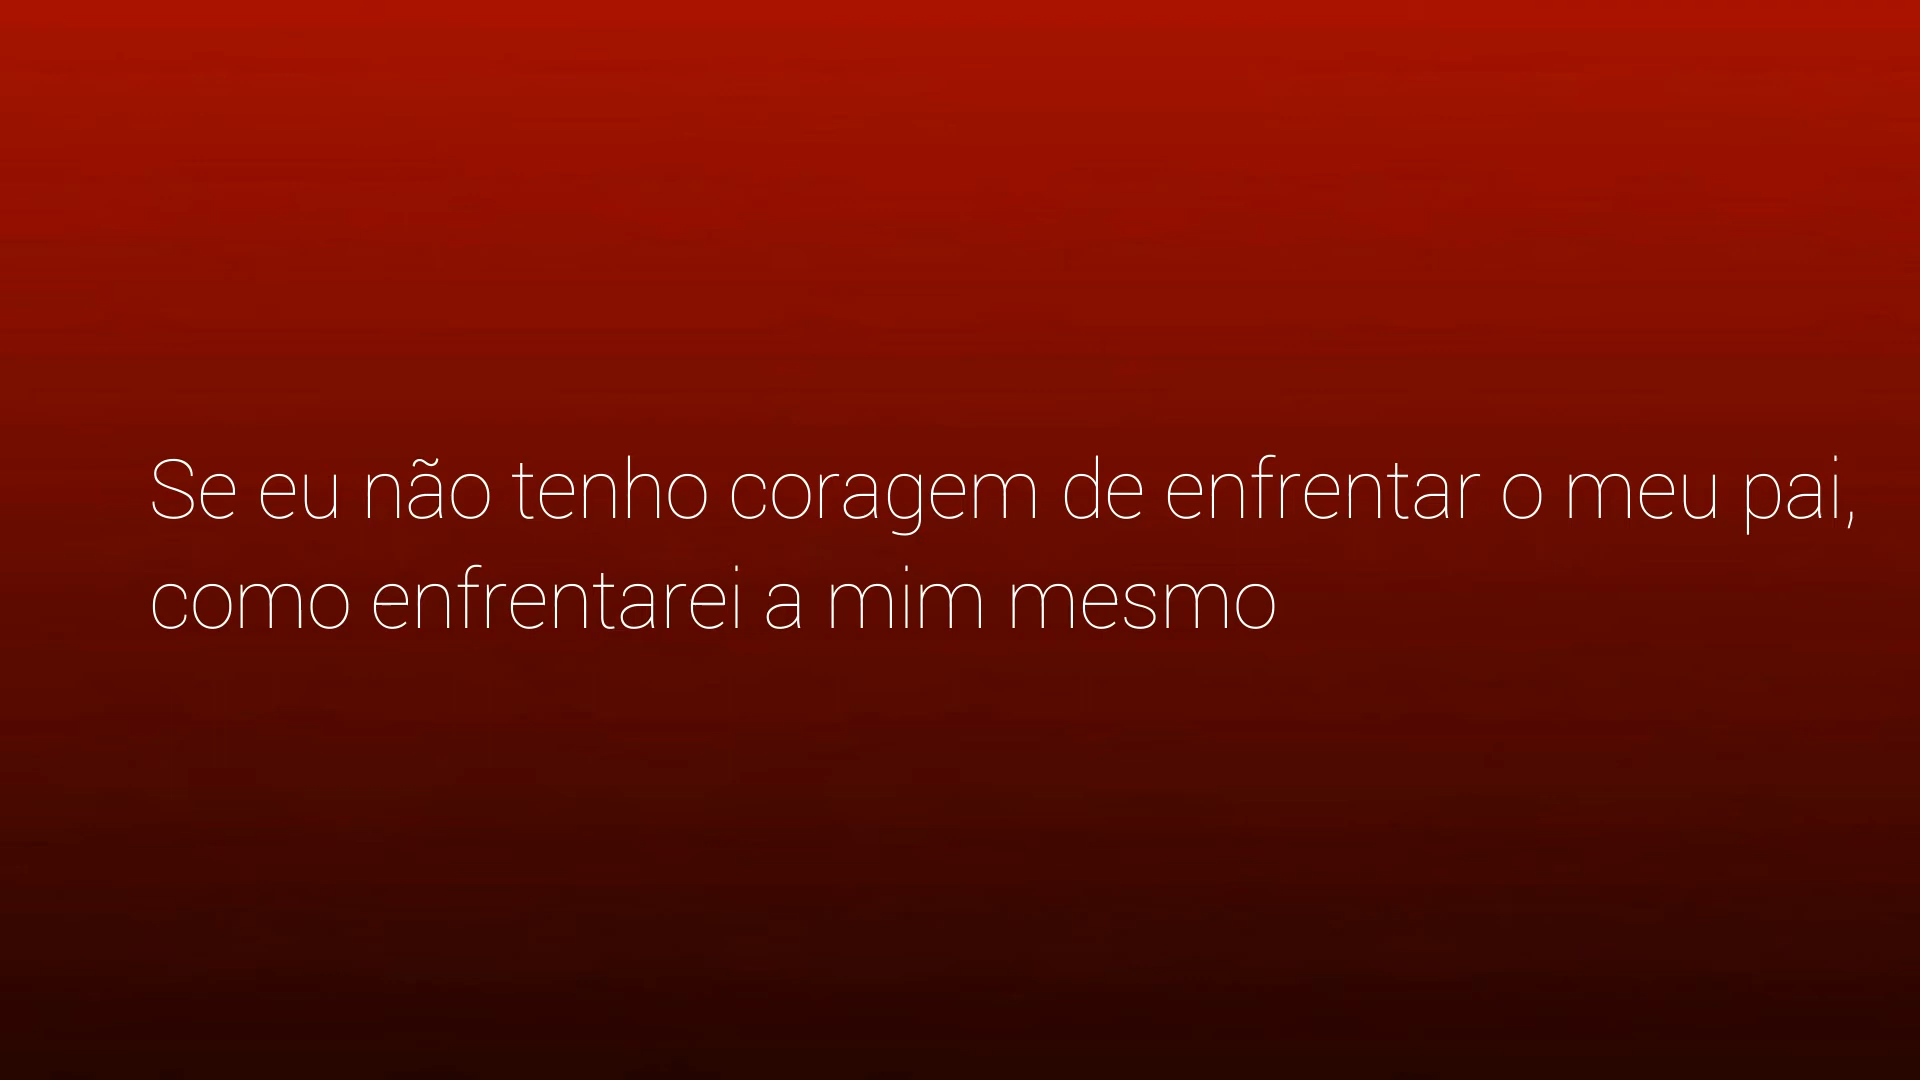 Se eu não tenho coragem de enfrentar o meu pai,
como enfrentarei a mim mesmo